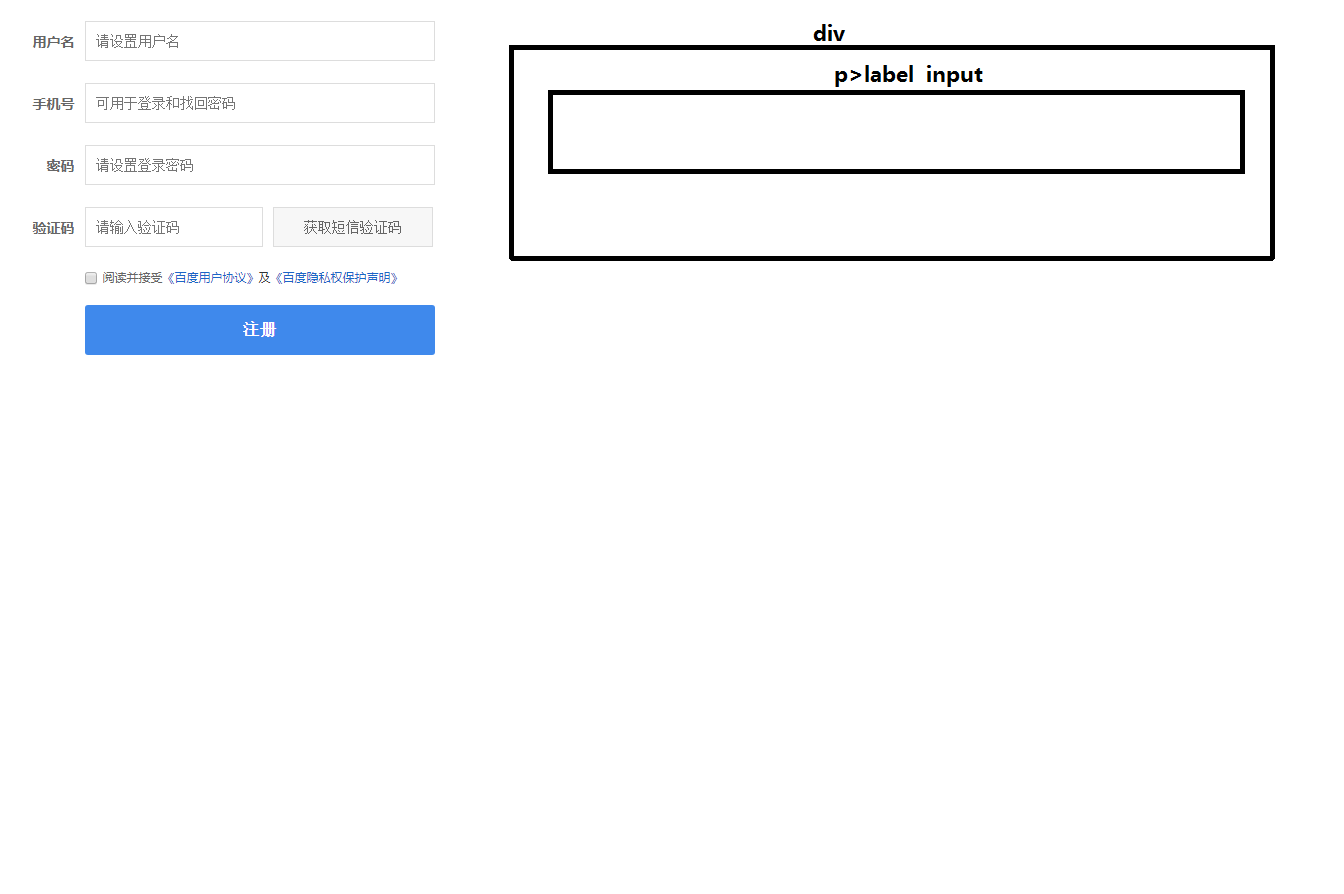 用户名 请设置用户名
手机号 可用于登录和找回密码
密码 请设置登录密码
验证码 请输入验证码 获取短信验证码
阅读并接受《百度用户协议》及《百度隐私权保护声明》
注册
div
p>label input